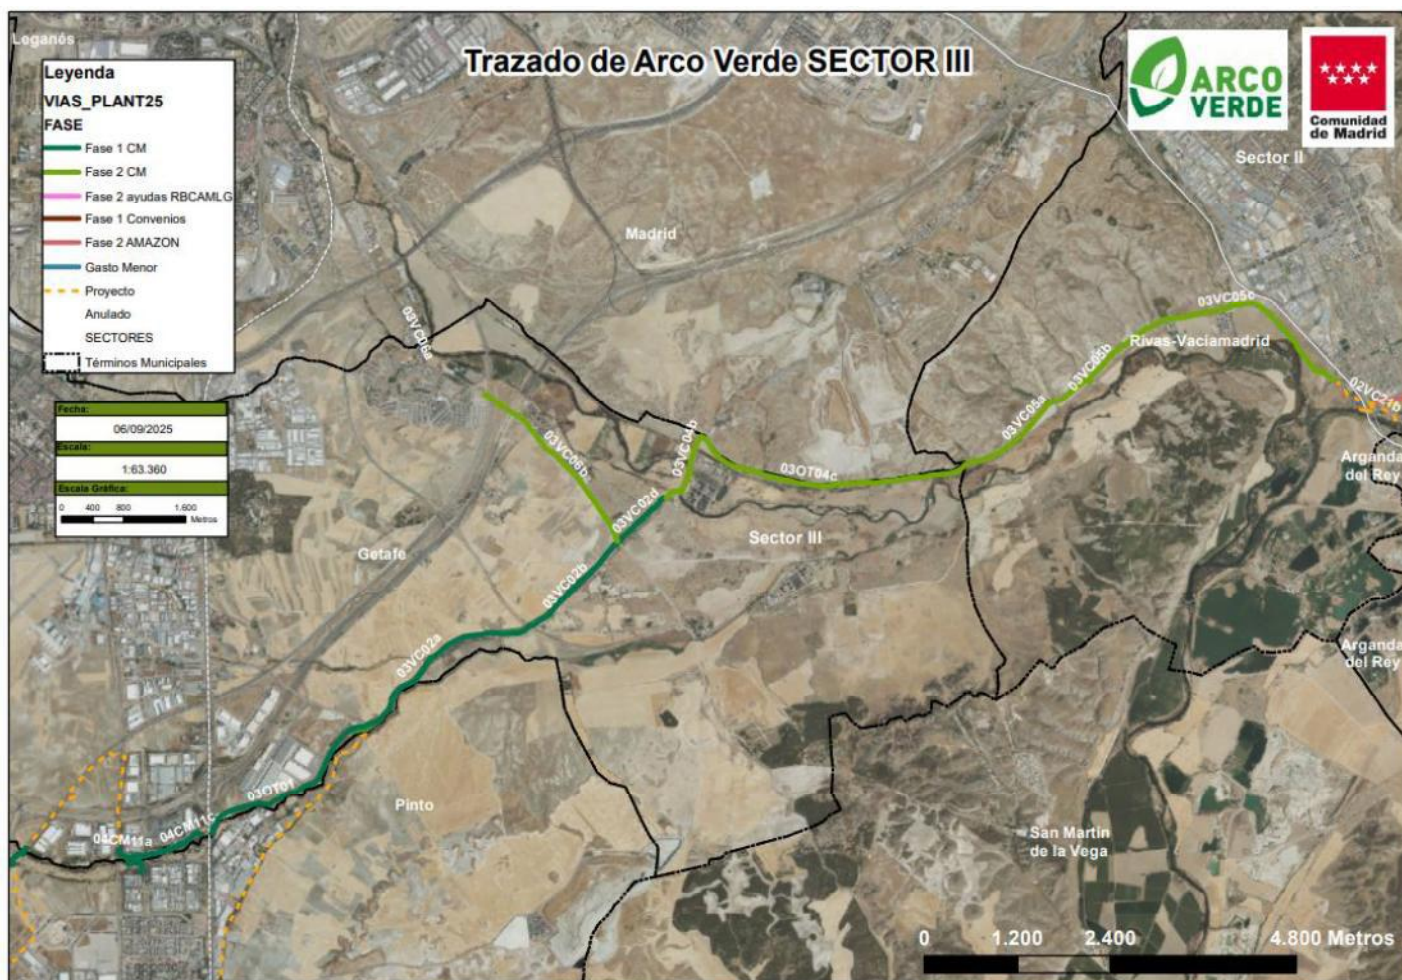 Trazado de Arco Verde SECTOR III
Leganés
Leyenda
VIAS_PLANT25
FASE
Fase 1 CM
Fase 2 CM
Fase 2 ayudas RBCAMLG
Fase 1 Convenios
Fase 2 AMAZON
Gasto Menor
Proyecto
Anulado
SECTORES
Términos Municipales
Fecha:
06/09/2025
Escala:
1:63.360
Escala Gráfica:
0 400 800 1.600
Metros
ARCO
VERDE
Comunidad
de Madrid
Sector II
Madrid
03VC06a
03VC05c
Rivas-Vaciamadrid
03VC05b
03VC05a
02VC21b
Arganda
del Rey
03VC06b
03VC04b
03OT04c
03VC02d
Sector III
Getafe
03VC02b
03VC02a
Arganda
del Rey
03OT01
Pinto
04CM11c
04CM11a
San Martín
de la Vega
0 1.200 2.400 4.800 Metros